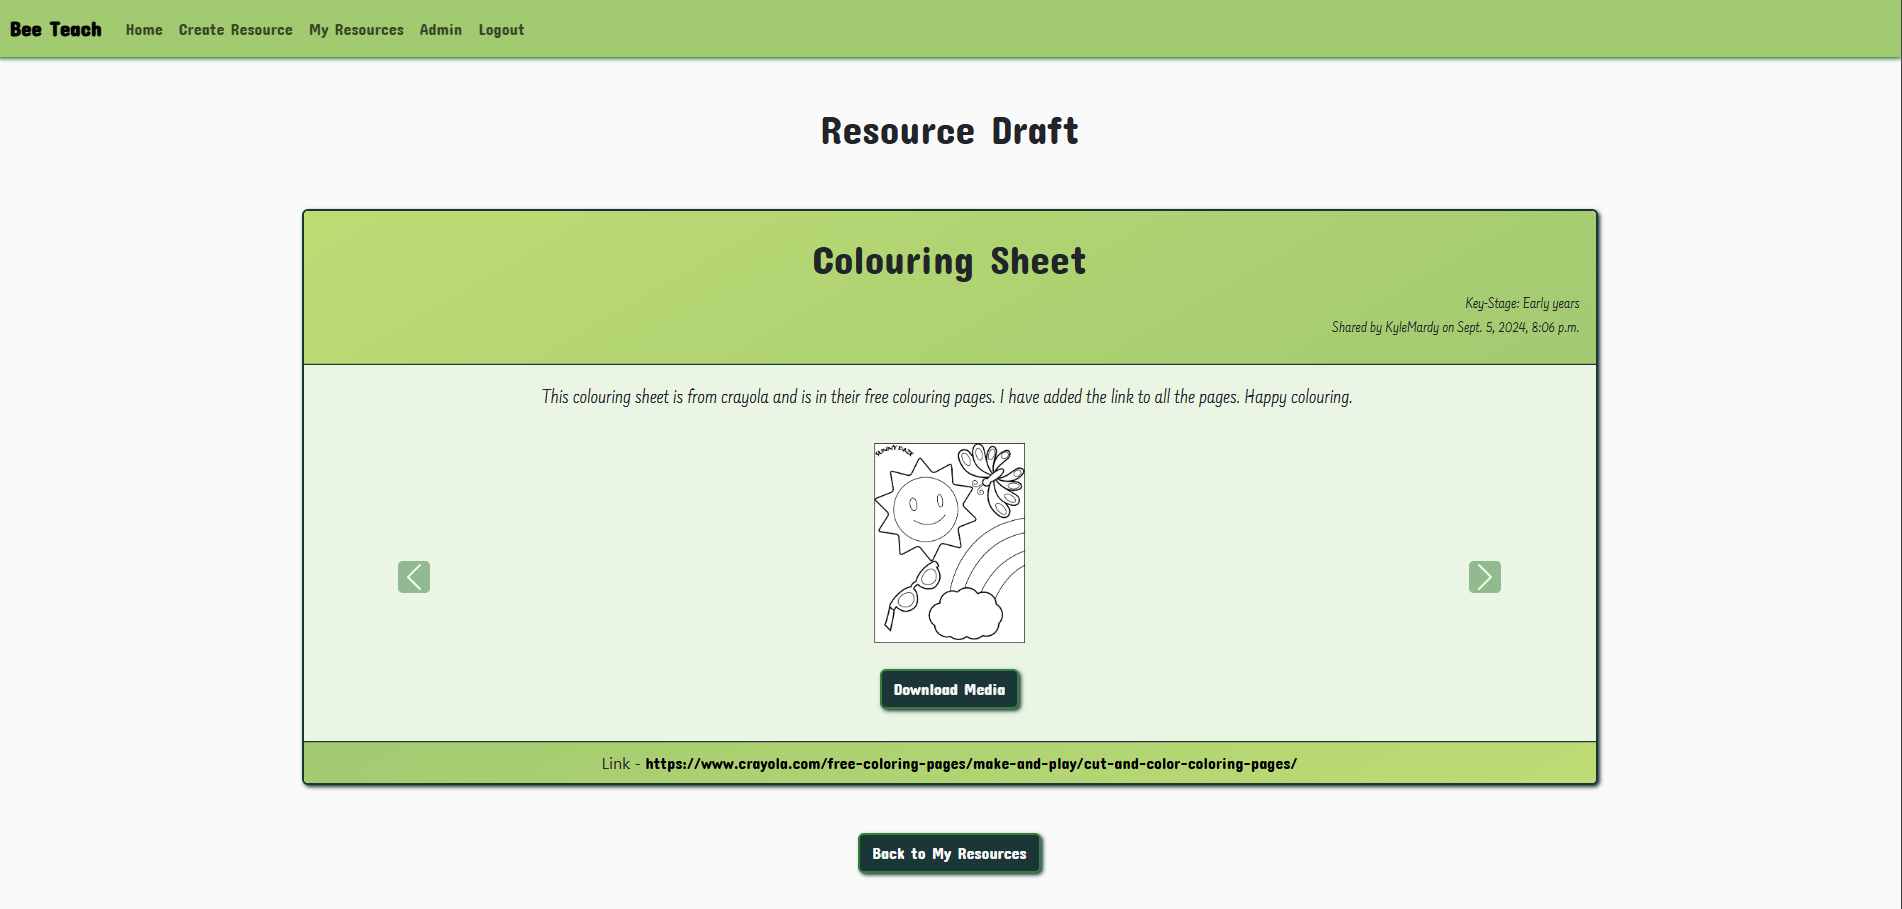 Bee Teach Home Create Resource My Resources Admin Logout
Resource Draft
Colouring Sheet
Key-Stage: Early years
Shared by KyleMardy on Sept. 5, 2024, 8:06 p.m.
This colouring sheet is from crayola and is in their free colouring pages. I have added the link to all the pages. Happy colouring.
SUNNY DAZE
Download Media
Link - https://www.crayola.com/free-coloring-pages/make-and-play/cut-and-color-coloring-pages/
Back to My Resources